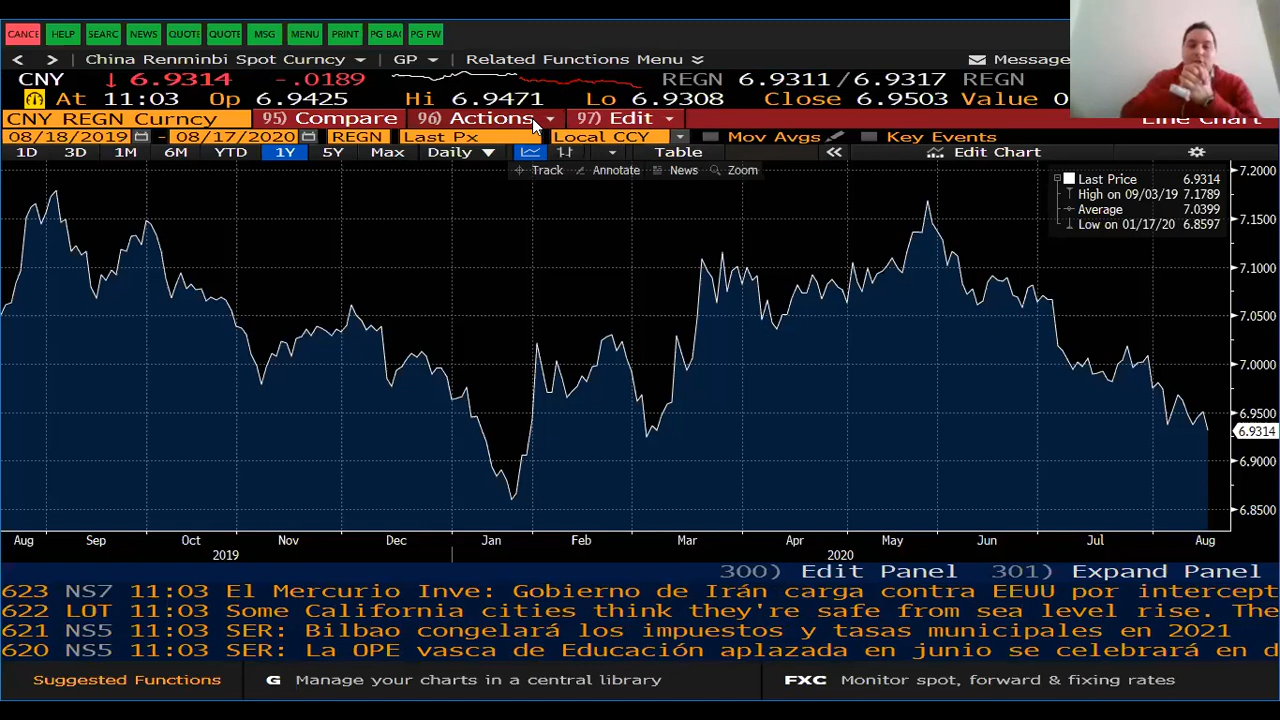 CANCE HELP SEARC NEWS QUOTE QUOTE MSG MENU PRINT PG BAC PG FW
< > China Renminbi Spot Curncy GP Related Functions Menu Message
CNY 6.9314 -.0189 REGN 6.9311/6.9317 REGN
At 11:03 Op 6.9425 Hi 6.9471 Lo 6.9308 Close 6.9503 Value 0
CNY REGN Curncy 95) Compare 96) Actions 97) Edit Line Chart
08/18/2019 - 08/17/2020 REGN Last Px Local CCY Mov Avgs Key Events
1D 3D 1M 6M YTD 1Y 5Y Max Daily Table « Edit Chart
Track Annotate News Zoom
Last Price 6.9314
High on 09/03/19 7.1789
Average 7.0399
Low on 01/17/20 6.8597
7.2000
7.1500
7.1000
7.0500
7.0000
6.9500
6.9314
6.9000
6.8500
Aug Sep Oct Nov Dec Jan Feb Mar Apr May Jun Jul Aug
2019 2020
300) Edit Panel 301) Expand Panel
623 NS7 11:03 El Mercurio Inve: Gobierno de Irán carga contra EEUU por intercept
622 LOT 11:03 Some California cities think they're safe from sea level rise. The
621 NS5 11:03 SER: Bilbao congelará los impuestos y tasas municipales en 2021
620 NS5 11:03 SER: La OPE vasca de Educación aplazada en junio se celebrará en d
Suggested Functions G Manage your charts in a central library FXC Monitor spot, forward & fixing rates